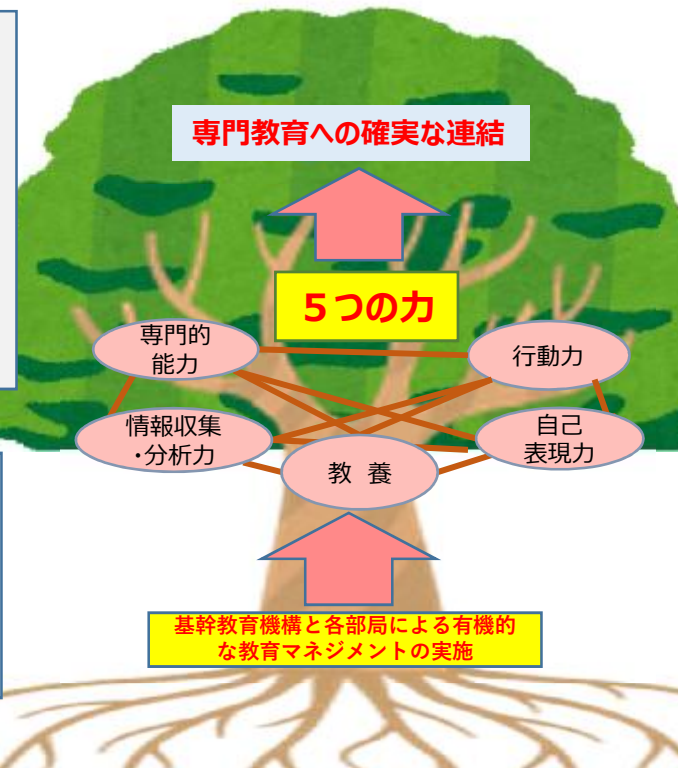 専門教育への確実な連結
５つの力
専門的
能力
行動力
情報収集
・分析力
自己
表現力
教 養
基幹教育機構と各部局による有機的
な教育マネジメントの実施